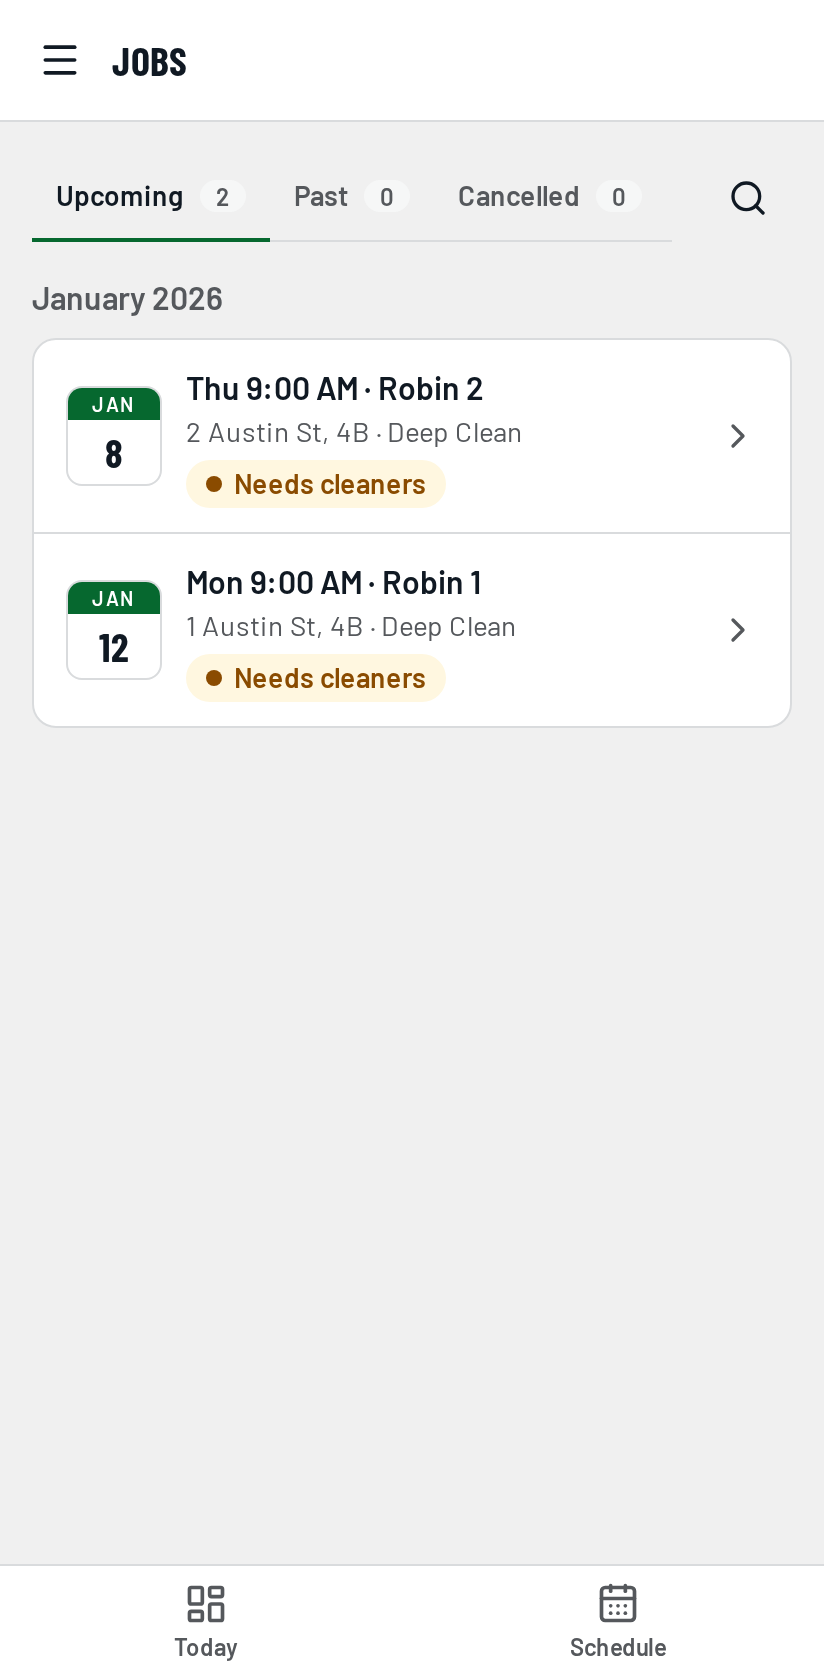 JOBS
Upcoming 2 Past 0 Cancelled 0
January 2026
JAN
8
Thu 9:00 AM · Robin 2
2 Austin St, 4B · Deep Clean
Needs cleaners
JAN
12
Mon 9:00 AM · Robin 1
1 Austin St, 4B · Deep Clean
Needs cleaners
Today Schedule